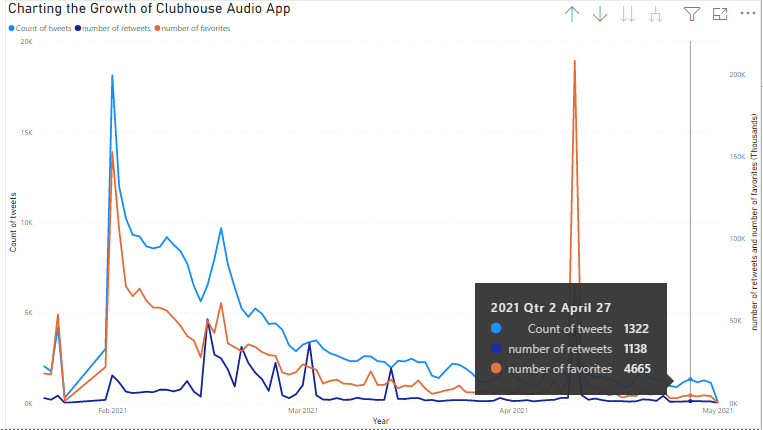 Charting the Growth of Clubhouse Audio App
Count of tweets number of retweets number of favorites
20K
15K
10K
5K
0K
Count of tweets
200K
150K
100K
50K
0K
number of retweets and number of favorites (Thousands)
2021 Qtr 2 April 27
Count of tweets 1322
number of retweets 1138
number of favorites 4665
Feb 2021 Mar 2021 Apr 2021 May 2021
Year